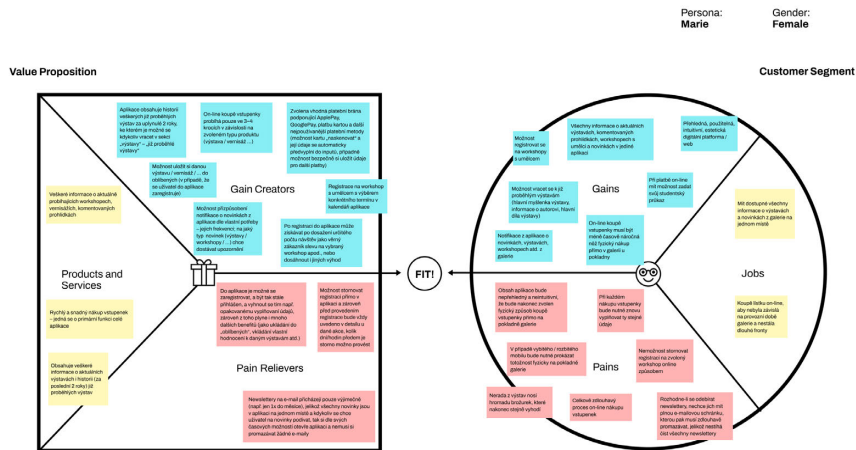 Persona:
Marie
Gender:
Female
Value Proposition
Customer Segment
Aplikace obsahuje historii
veškerých již proběhlých
výstav za uplynulé 2 roky,
ke kterém je možné se
kdykoliv vracet v sekci
„výstavy“ – „již proběhlé
výstavy“
On-line koupě vstupenky
probíhá pouze ve 3–4
krocích v závislosti na
zvoleném typu produktu
(výstava / vernisáž ...)
Zvolena vhodná platební brána
podporující ApplePay,
GooglePay, platbu kartou a další
nejpoužívanější platební metody
(možnost kartu „naskenovat“ a
její údaje se automaticky
předvyplní do inputů, případně
možnost bezpečně si uložit údaje
pro další platby)
Možnost uložit si danou
výstavu / vernisáž / ... do
oblíbených (v případě, že
se uživatel do aplikace
zaregistruje)
Gain Creators
Registrace na workshop
s umělcem s výběrem
konkrétního termínu v
kalendáři aplikace
Možnost přizpůsobení
notifikace o novinkách z
aplikace dle vlastní potřeby
– jejich frekvenci, na jaký
typ. novinek (výstavy /
workshopy / ...) chce
dostávat upozornění
Po registraci do aplikace může
získávat po dosažení určitého
počtu návštěv jako věrný
zákazník slevu na vybraný
workshop apod., nebo
dosáhnout i jiných výhod
Veškeré informace o aktuálně
probíhajících workshopech,
vernisážích, komentovaných
prohlídkách
Products and
Services
Rychlý a snadný nákup vstupenek
– jedná se o primární funkci celé
aplikace
Obsahuje veškeré
informace o aktuálních
výstavách i historii (za
poslední 2 roky) již
proběhlých výstav
Do aplikace je možné se
zaregistrovat, a být tak stále
přihlášen, a vyhnout se tím např.
opakovanému vyplňování údajů,
zároveň z toho plyne i mnoho
dalších benefitů (jako ukládání do
„oblíbených“, vkládání vlastní
hodnocení k daným výstavám atd.)
Možnost stornovat
registraci přímo v
aplikaci a zároveň
před provedením
registrací bude vždy
uvedeno v detailu u
dané akce, kolik
dní/hodin předem je
storno možno provést
Pain Relievers
Newslettery na e-mail přicházejí pouze výjimečně
(např. jen 1x do měsíce), jelikož všechny novinky jsou
v aplikaci na jednom místě a kdykoliv se chce
uživatel na novinky podívat, tak si dle svých
časových možností otevře aplikaci a nemusí si
promazávat žádné e-maily
FIT!
Možnost
registrovat se
na workshopy
s umělcem
Všechny informace o aktuálních
výstavách, komentovaných
prohlídkách, workshopech s
umělci a novinkách v jediné
aplikaci
Přehledná, použitelná,
intuitivní, estetická
digitální platforma /
web
Gains
Možnost vracet se k již
proběhlým výstavám
(hlavní myšlenka výstavy,
informace o autorovi, hlavní
díla výstavy)
Při platbě on-line
mít možnost zadat
svůj studentský
průkaz
On-line koupě
vstupenky musí být
méně časově náročná
než fyzický nákup
přímo v galerii u
pokladny
Notifikace z aplikace o
novinkách, výstavách,
workshopech atd. z
galerie
Mít dostupné všechny
informace o výstavách
a novinkách z galerie na
jednom místě
Jobs
Koupě lístku on-line,
aby nebyla závislá
na provozní době
galerie a nestála
dlouhé fronty
Obsah aplikace bude
nepřehledný a neintuitivní,
že bude nakonec zvolen
fyzický způsob koupě
vstupenky přímo na
pokladně galerie
Při každém
nákupu vstupenky
bude nutné znovu
vyplňovat ty stejné údaje
V případě vybitého / rozbitého
mobilu bude nutné prokázat
totožnost fyzicky na pokladně
galerie
Nemožnost stornovat
registraci na zvolený
workshop online
způsobem
Pains
Nerada z výstav nosí
hromadu brožurek, které
nakonec stejně vyhodí
Celkově zdlouhavý
proces on-line nákupu
vstupenek
Rozhodne-li se odebírat
newsletter, nechce jich mít
plnou e-mailovou schránku,
kterou pak musí zdlouhavě
promazávat, jelikož nestíhá
číst všechny newslettery